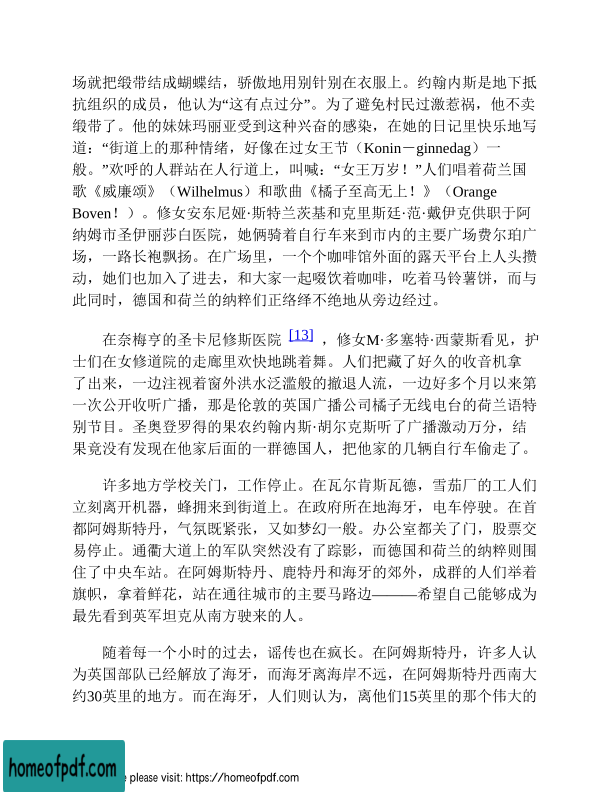 场就把缎带结成蝴蝶结，骄傲地用别针别在衣服上。约翰内斯是地下抵
抗组织的成员，他认为“这有点过分”。为了避免村民过激惹祸，他不卖
缎带了。他的妹妹玛丽亚受到这种兴奋的感染，在她的日记里快乐地写
道：“街道上的那种情绪，好像在过女王节（Konin－ginnedag）一
般。”欢呼的人群站在人行道上，叫喊：“女王万岁！”人们唱着荷兰国
歌《威廉颂》（Wilhelmus）和歌曲《橘子至高无上！》（Orange
Boven！）。修女安东尼娅·斯特兰茨基和克里斯廷·范·戴伊克供职于阿
纳姆市圣伊丽莎白医院，她俩骑着自行车来到市内的主要广场费尔珀广
场，一路长袍飘扬。在广场里，一个个咖啡馆外面的露天平台上人头攒
动，她们也加入了进去，和大家一起啜饮着咖啡，吃着马铃薯饼，而与
此同时，德国和荷兰的纳粹们正络绎不绝地从旁边经过。
在奈梅亨的圣卡尼修斯医院 [13] ，修女M·多塞特·西蒙斯看见，护
士们在女修道院的走廊里欢快地跳着舞。人们把藏了好久的收音机拿
了出来，一边注视着窗外洪水泛滥般的撤退人流，一边好多个月以来第
一次公开收听广播，那是伦敦的英国广播公司橘子无线电台的荷兰语特
别节目。圣奥登罗得的果农约翰内斯·胡尔克斯听了广播激动万分，结
果竟没有发现在他家后面的一群德国人，把他家的几辆自行车偷走了。
许多地方学校关门，工作停止。在瓦尔肯斯瓦德，雪茄厂的工人们
立刻离开机器，蜂拥来到街道上。在政府所在地海牙，电车停驶。在首
都阿姆斯特丹，气氛既紧张，又如梦幻一般。办公室都关了门，股票交
易停止。通衢大道上的军队突然没有了踪影，而德国和荷兰的纳粹则围
住了中央车站。在阿姆斯特丹、鹿特丹和海牙的郊外，成群的人们举着
旗帜，拿着鲜花，站在通往城市的主要马路边———希望自己能够成为
最先看到英军坦克从南方驶来的人。
随着每一个小时的过去，谣传也在疯长。在阿姆斯特丹，许多人认
为英国部队已经解放了海牙，而海牙离海岸不远，在阿姆斯特丹西南大
约30英里的地方。而在海牙，人们则认为，离他们15英里的那个伟大的
homeofpdf.com
e please visit: https://homeofpdf.com